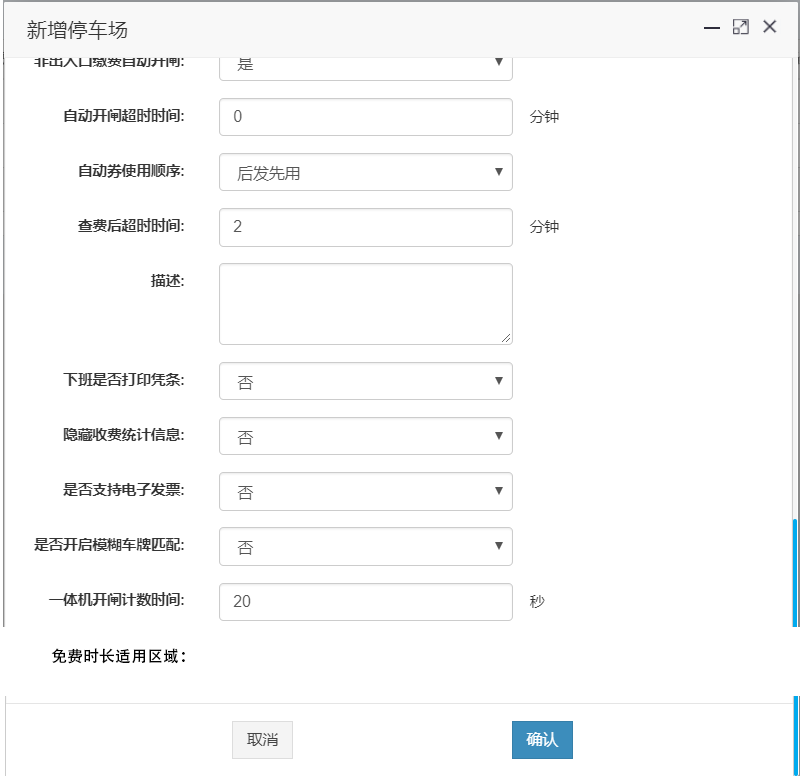 新增停车场
非出入口缴费自动开闸: 是
自动开闸超时时间: 0 分钟
自动券使用顺序: 后发先用
查费后超时时间: 2 分钟
描述:
下班是否打印凭条: 否
隐藏收费统计信息: 否
是否支持电子发票: 否
是否开启模糊车牌匹配: 否
一体机开闸计数时间: 20 秒
免费时长适用区域：
取消 确认